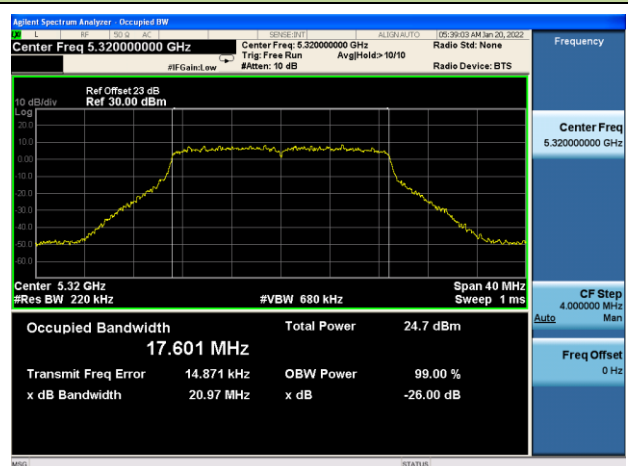 Agilent Spectrum Analyzer - Occupied BW
L RF 50 Ω AC SENSE:INT ALIGN AUTO 05:39:03 AM Jan 20, 2022
Center Freq 5.320000000 GHz
Center Freq: 5.320000000 GHz
Radio Std: None
Trig: Free Run Avg|Hold:> 10/10
#IFGain:Low #Atten: 10 dB Radio Device: BTS
Ref Offset 23 dB
10 dB/div Ref 30.00 dBm
Log
20.0
10.0
0.00
-10.0
-20.0
-30.0
-40.0
-50.0
-60.0
Center 5.32 GHz Span 40 MHz
#Res BW 220 kHz #VBW 680 kHz Sweep 1 ms
Occupied Bandwidth Total Power 24.7 dBm
17.601 MHz
Transmit Freq Error 14.871 kHz OBW Power 99.00 %
x dB Bandwidth 20.97 MHz x dB -26.00 dB
MSG STATUS
Frequency
Center Freq
5.320000000 GHz
CF Step
4.000000 MHz
Auto Man
Freq Offset
0 Hz